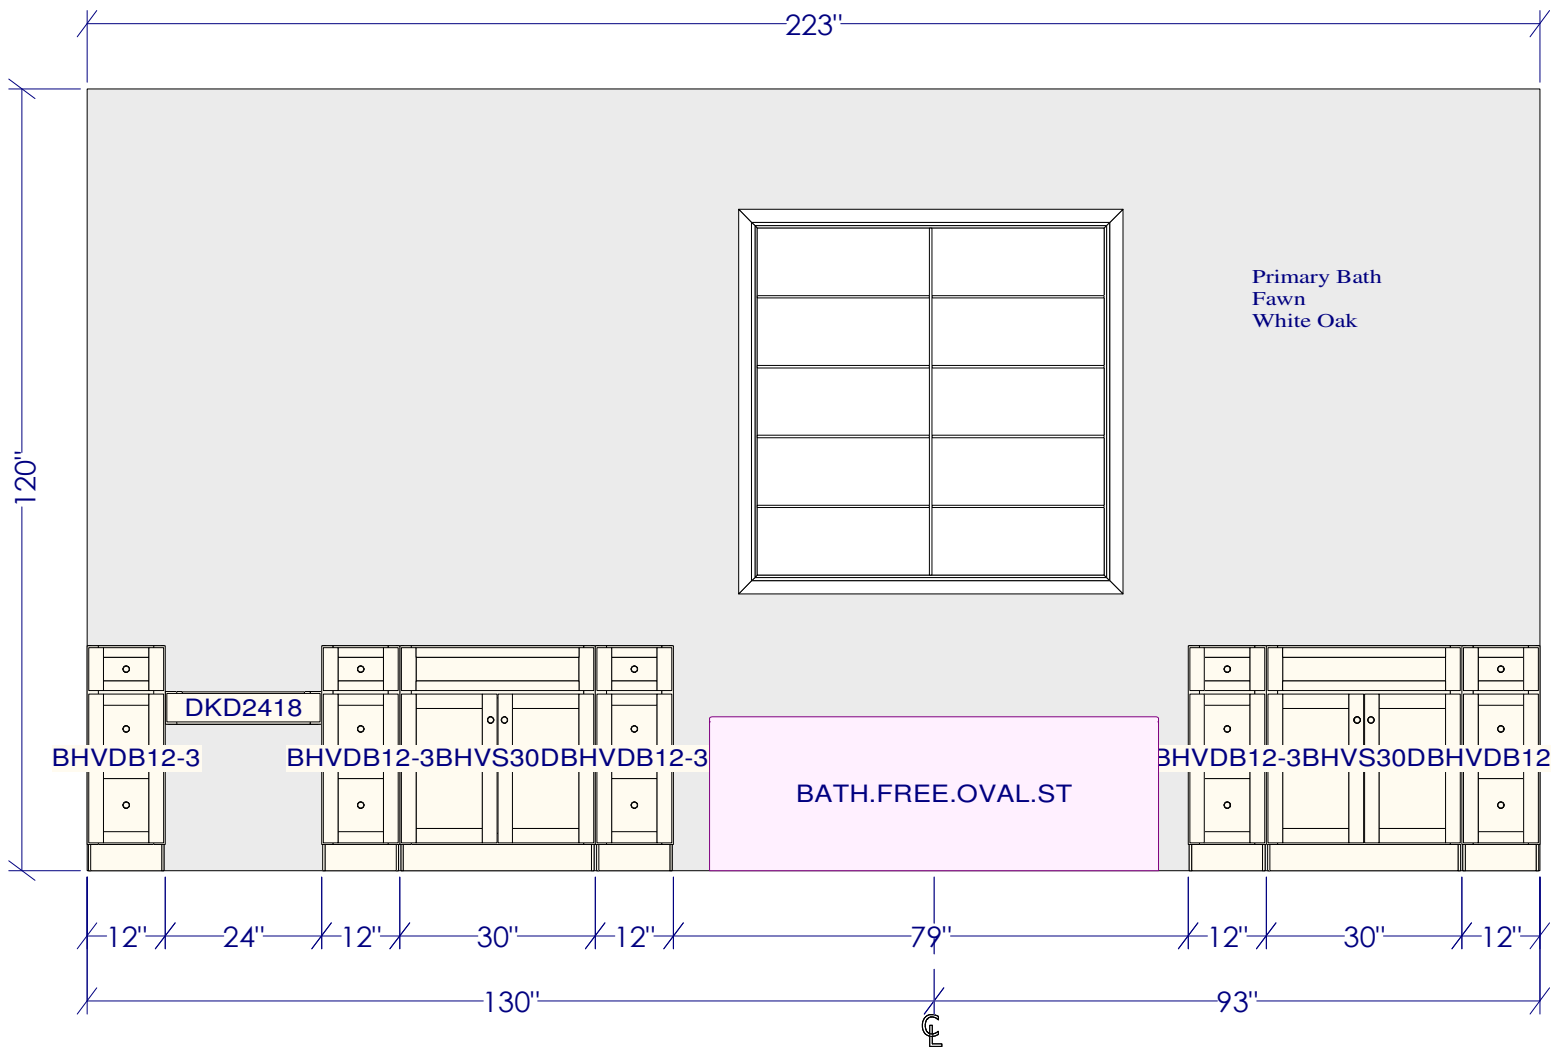 223"
120"
Primary Bath
Fawn
White Oak
DKD2418
BHVDB12-3 BHVDB12-3BHVS30DBHVDB12-3 BHVDB12-3BHVS30DBHVDB12
BATH.FREE.OVAL.ST
12" 24" 12" 30" 12" 79" 12" 30" 12"
130" 93"
CL